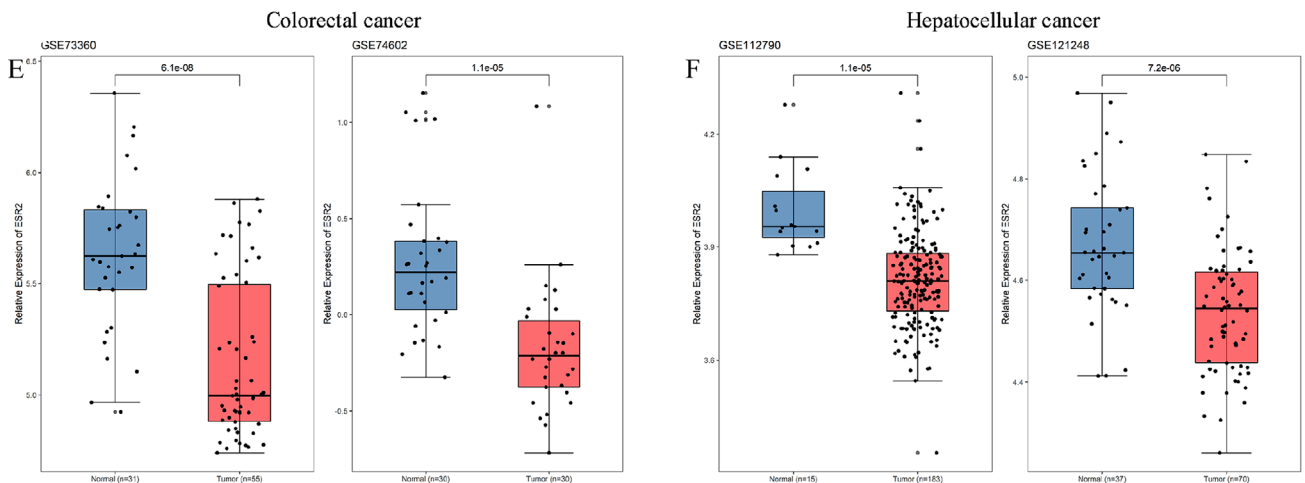 Colorectal cancer
Hepatocellular cancer
E
GSE73360
6.1e-08
Relative Expression of ESR2
6.5
6.0
5.5
5.0
Normal (n=31)
Tumor (n=55)
GSE74602
1.1e-05
Relative Expression of ESR2
1.0
0.5
0.0
-0.5
Normal (n=30)
Tumor (n=30)
F
GSE112790
1.1e-05
Relative Expression of ESR2
4.2
3.9
3.6
Normal (n=15)
Tumor (n=183)
GSE121248
7.2e-06
Relative Expression of ESR2
5.0
4.8
4.6
4.4
Normal (n=37)
Tumor (n=70)